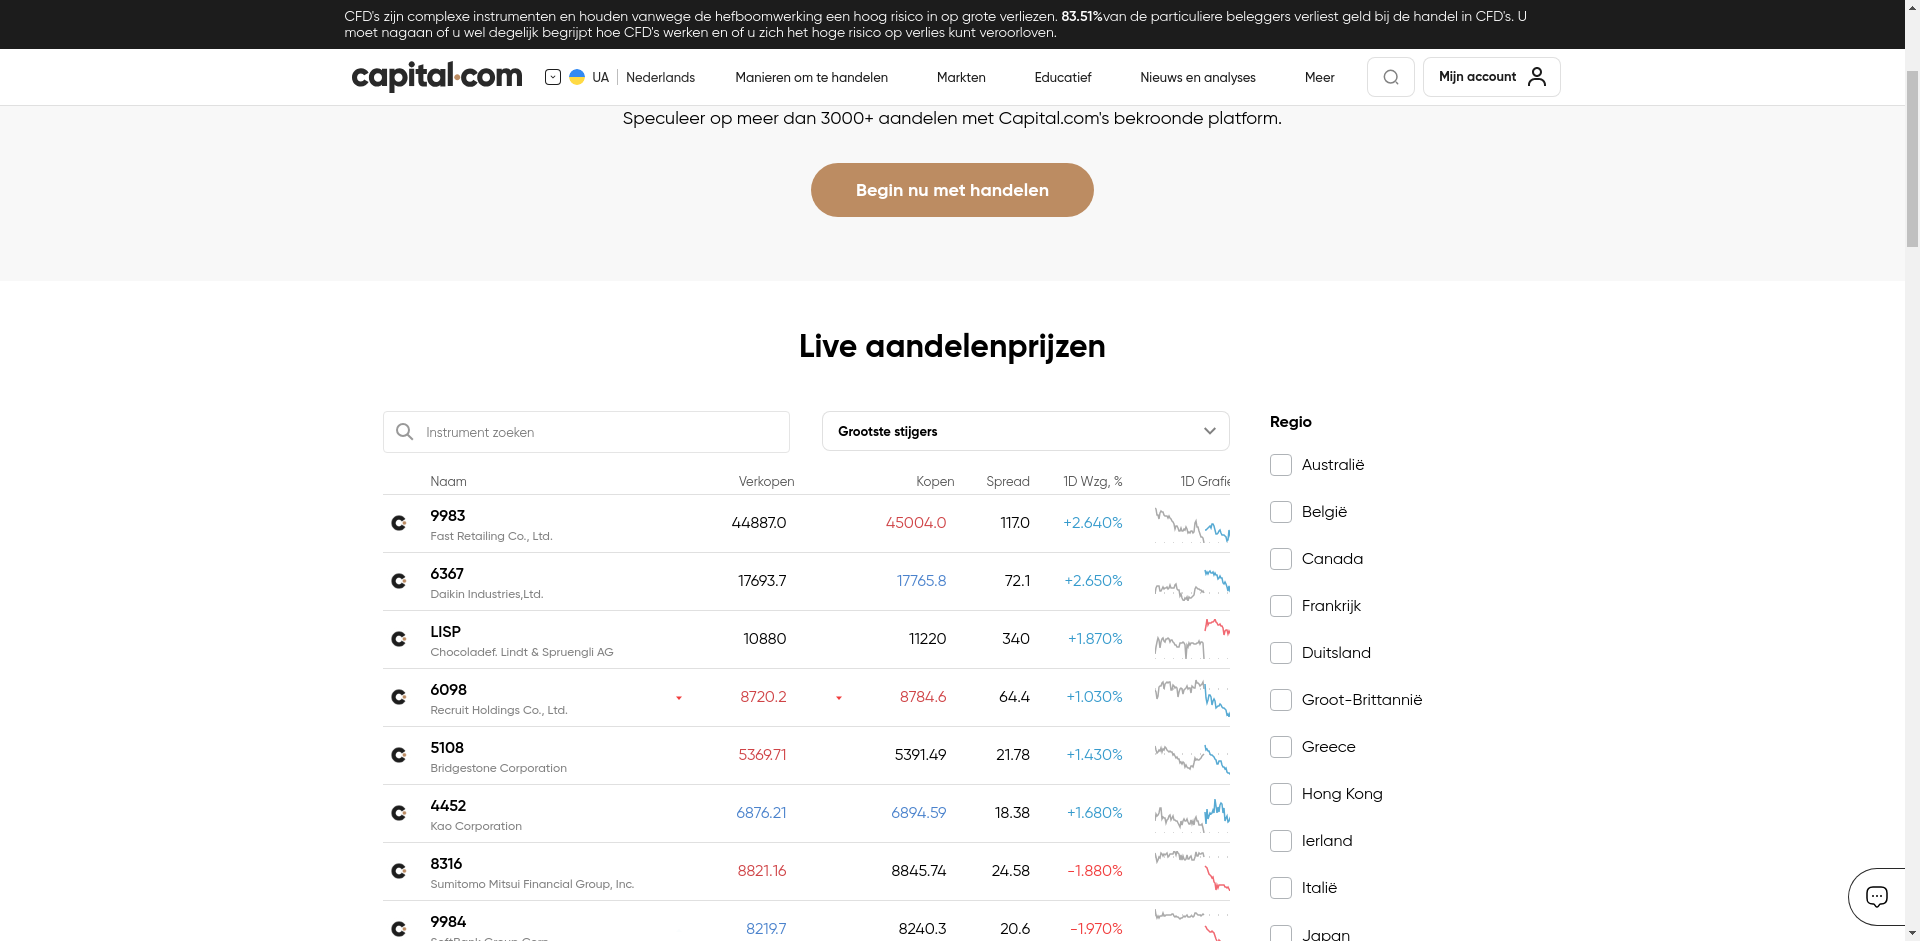 CFD's zijn complexe instrumenten en houden vanwege de hefboomwerking een hoog risico in op grote verliezen. 83.51%van de particuliere beleggers verliest geld bij de handel in CFD's. U
moet nagaan of u wel degelijk begrijpt hoe CFD's werken en of u zich het hoge risico op verlies kunt veroorloven.
capital.com UA Nederlands Manieren om te handelen Markten Educatief Nieuws en analyses Meer Mijn account
Speculeer op meer dan 3000+ aandelen met Capital.com's bekroonde platform.
Begin nu met handelen
Live aandelenprijzen
Instrument zoeken Grootste stijgers
Naam Verkopen Kopen Spread 1D Wzg, % 1D Grafie
9983 44887.0 45004.0 117.0 +2.640%
Fast Retailing Co., Ltd.
6367 17693.7 17765.8 72.1 +2.650%
Daikin Industries,Ltd.
LISP 10880 11220 340 +1.870%
Chocoladef. Lindt & Spruengli AG
6098 8720.2 8784.6 64.4 +1.030%
Recruit Holdings Co., Ltd.
5108 5369.71 5391.49 21.78 +1.430%
Bridgestone Corporation
4452 6876.21 6894.59 18.38 +1.680%
Kao Corporation
8316 8821.16 8845.74 24.58 -1.880%
Sumitomo Mitsui Financial Group, Inc.
9984 8219.7 8240.3 20.6 -1.970%
SoftBank Group Corp
Regio
Australië
België
Canada
Frankrijk
Duitsland
Groot-Brittannië
Greece
Hong Kong
Ierland
Italië
Japan